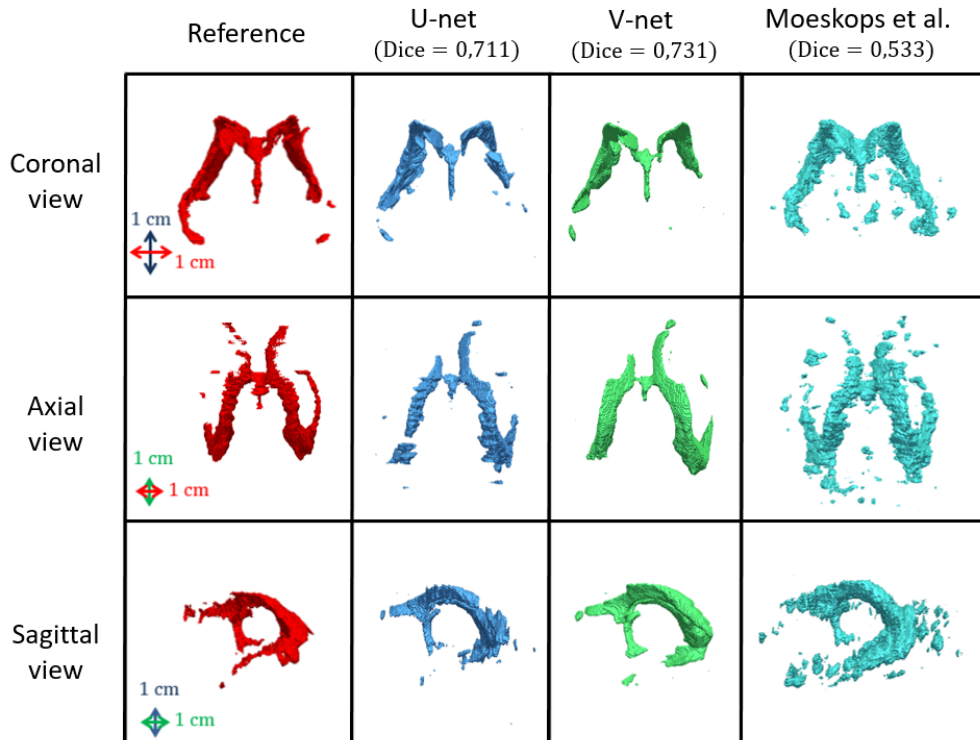 Reference
U-net
(Dice = 0,711)
V-net
(Dice = 0,731)
Moeskops et al.
(Dice = 0,533)
Coronal
view
1 cm
1 cm
Axial
view
1 cm
1 cm
Sagittal
view
1 cm
1 cm